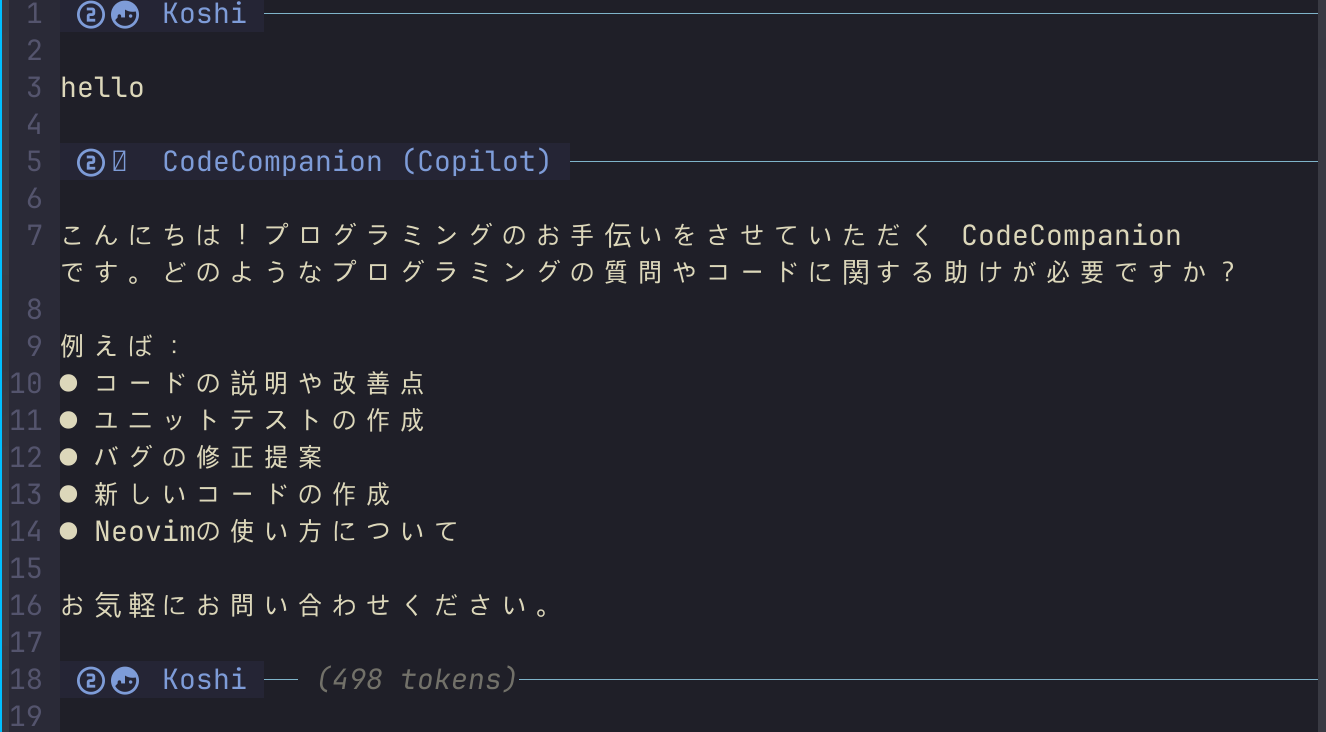 1 ② Koshi
2
3 hello
4
5 ② CodeCompanion (Copilot)
6
7 こんにちは！プログラミングのお手伝いをさせていただく CodeCompanion
です。どのようなプログラミングの質問やコードに関する助けが必要ですか？
8
9 例えば：
10 ● コードの説明や改善点
11 ● ユニットテストの作成
12 ● バグの修正提案
13 ● 新しいコードの作成
14 ● Neovimの使い方について
15
16 お気軽にお問い合わせください。
17
18 ② Koshi (498 tokens)
19